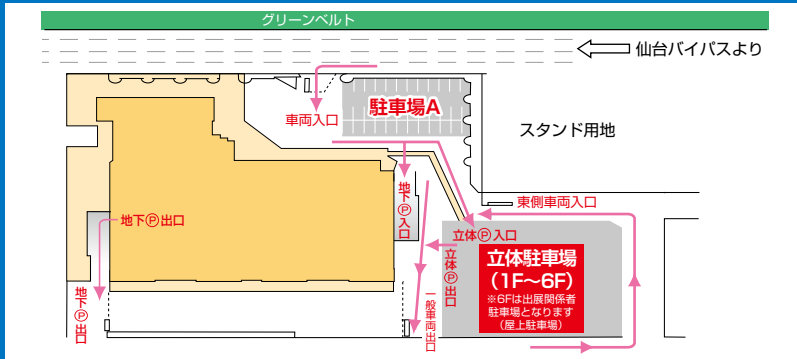 グリーンベルト
仙台バイパスより
駐車場A
車両入口
スタンド用地
東側車両入口
地下Ⓟ入口
地下Ⓟ出口
立体Ⓟ入口
立体駐車場
(1F〜6F)
※6Fは出展関係者
駐車場となります
(屋上駐車場)
立体Ⓟ出口
地下Ⓟ出口
一般車両出口